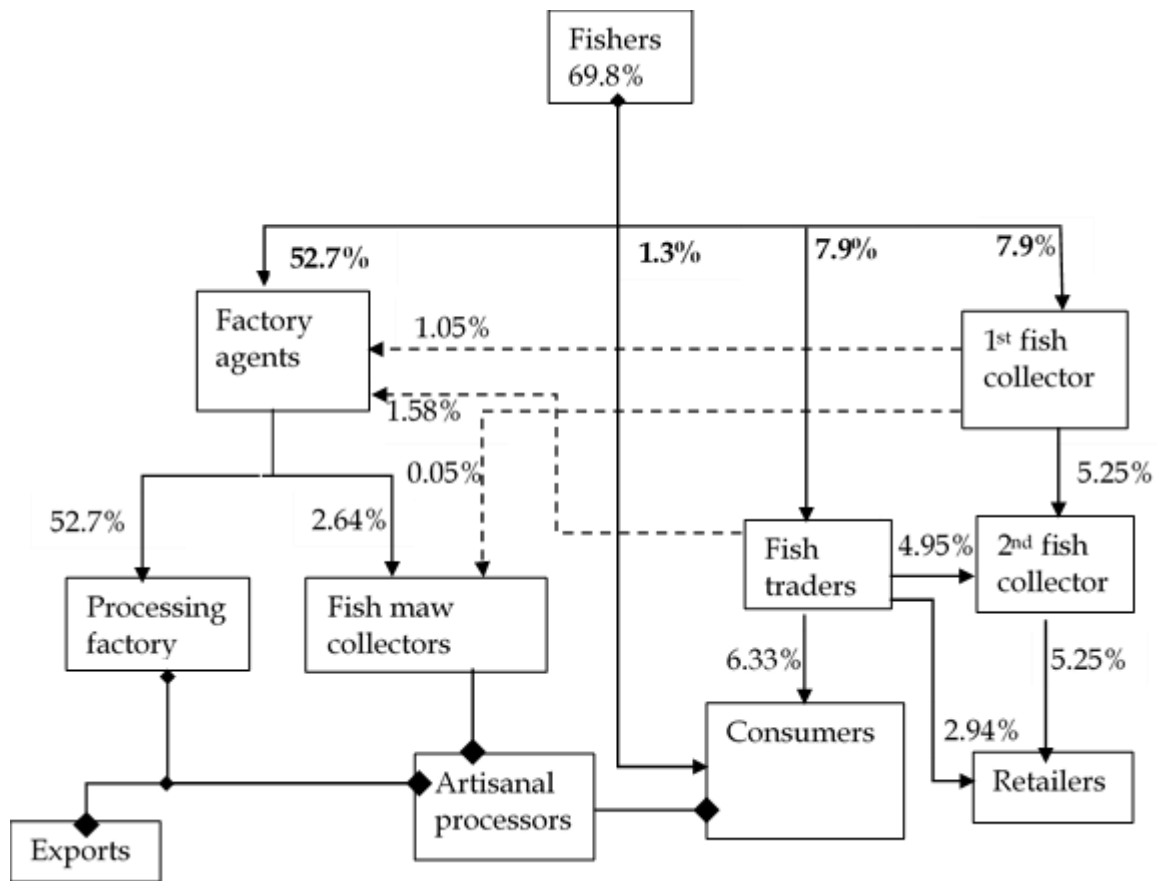 Fishers
69.8%
52.7%
1.3%
7.9%
7.9%
Factory
agents
1.05%
1st fish
collector
1.58%
0.05%
5.25%
52.7%
2.64%
Fish
traders
4.95%
2nd fish
collector
Processing
factory
Fish maw
collectors
6.33%
5.25%
Consumers
2.94%
Artisanal
processors
Retailers
Exports